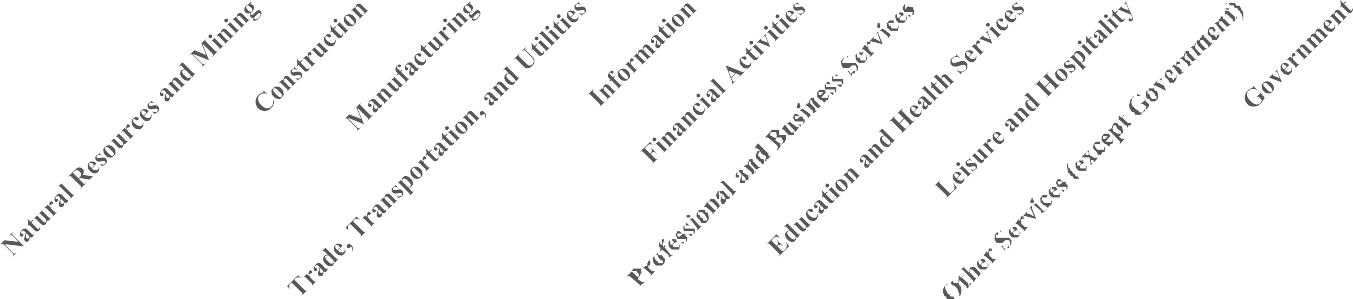 Natural Resources and Mining
Construction
Manufacturing
Trade, Transportation, and Utilities
Information
Financial Activities
Professional and Business Services
Education and Health Services
Leisure and Hospitality
Other Services (except Government)
Government